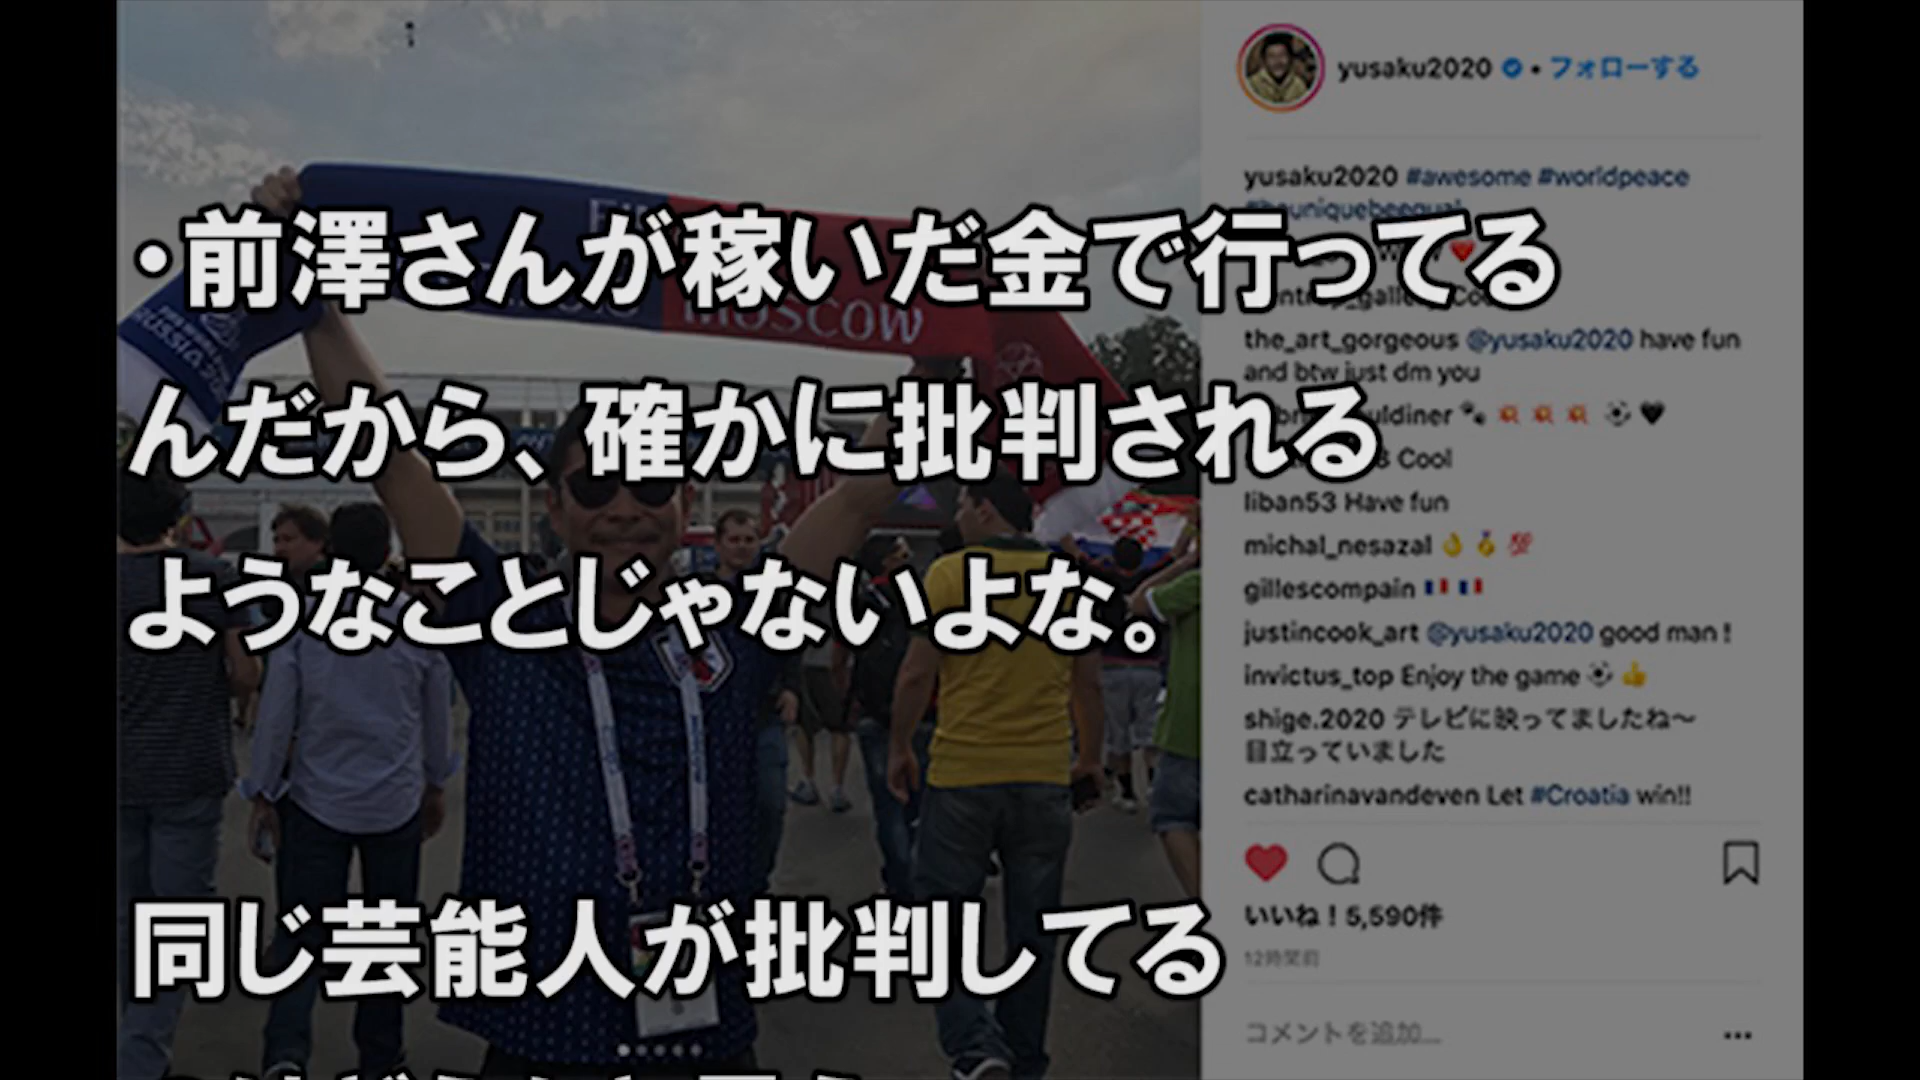 ・前澤さんが稼いだ金で行ってる
んだから、確かに批判される
ようなことじゃないよな。
同じ芸能人が批判してる
MOSCOW
yusaku2020 • フォローする
yusaku2020 #awesome #worldpeace
the_art_gorgeous @yusaku2020 have fun
and btw just dm you
Cool
liban53 Have fun
michal_nesazal 👌 🏅 💯
gillescompain 🇫🇷 🇫🇷
justincook_art @yusaku2020 good man !
invictus_top Enjoy the game ⚽ 👍
shige.2020 テレビに映ってましたね〜
目立っていました
catharinavandeven Let #Croatia win!!
いいね！5,590件
12時間前
コメントを追加...